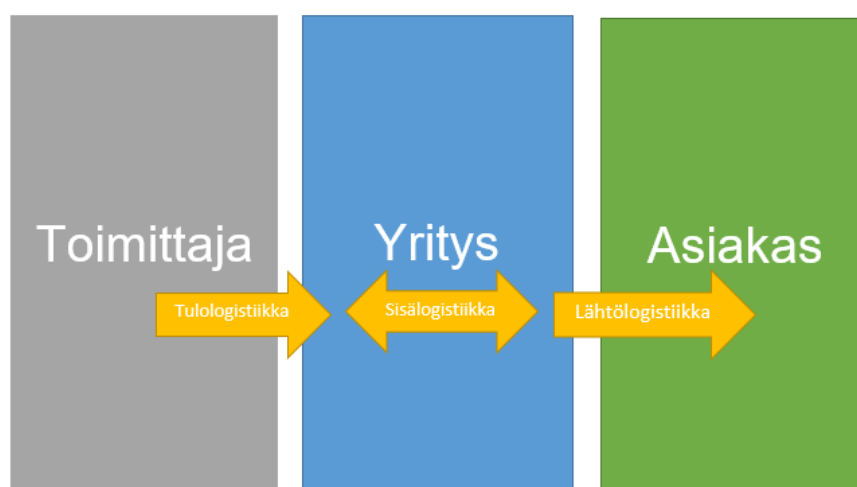 Toimittaja
Yritys
Asiakas
Tulologistiikka
Sisälogistiikka
Lähtölogistiikka